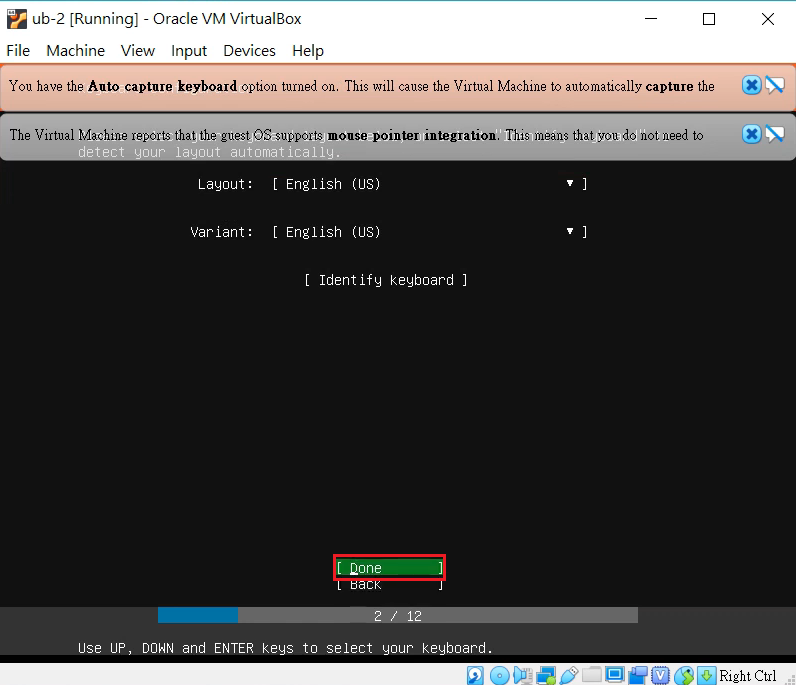 ub-2 [Running] - Oracle VM VirtualBox
File Machine View Input Devices Help
You have the Auto capture keyboard option turned on. This will cause the Virtual Machine to automatically capture the
The Virtual Machine reports that the guest OS supports mouse pointer integration. This means that you do not need to
detect your layout automatically.
Layout: [ English (US) ▼ ]
Variant: [ English (US) ▼ ]
[ Identify keyboard ]
[ Done ]
[ Back ]
2 / 12
Use UP, DOWN and ENTER keys to select your keyboard.
Right Ctrl